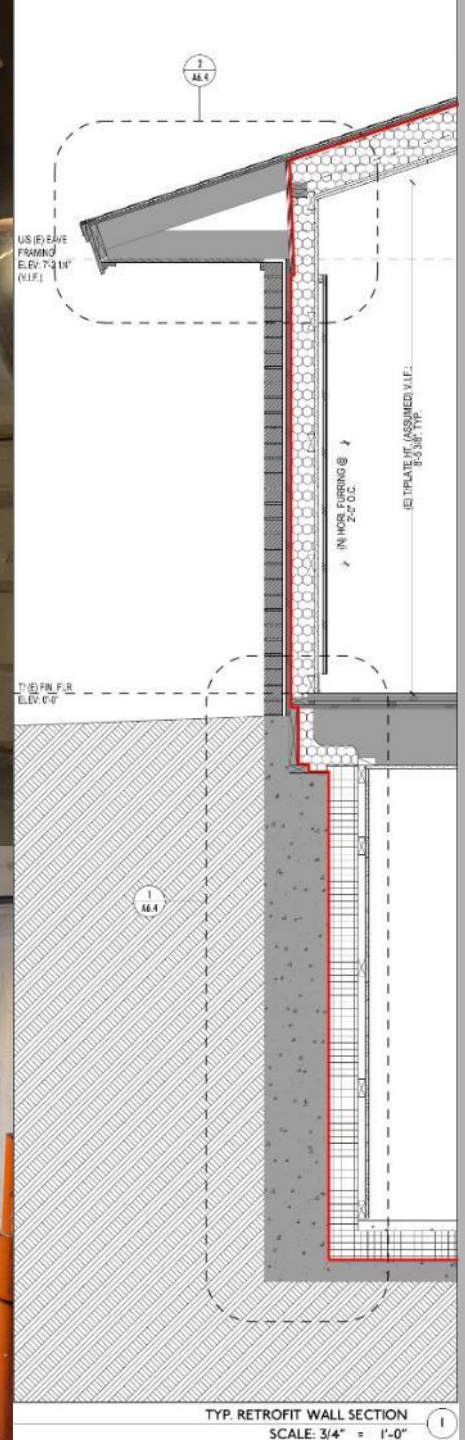 2
A6.4
U/S (E) EAVE
FRAMING
ELEV: 7'-2 1/4"
(V.I.F.)
(N) HORI. FURRING @
2'-0" O.C.
(E) T/PLATE HT. (ASSUMED) V.I.F.:
8'-5 3/8", TYP.
T/ (E) FIN. FLR
ELEV: 0'-0"
1
A6.4
TYP. RETROFIT WALL SECTION
SCALE: 3/4" = 1'-0"
1